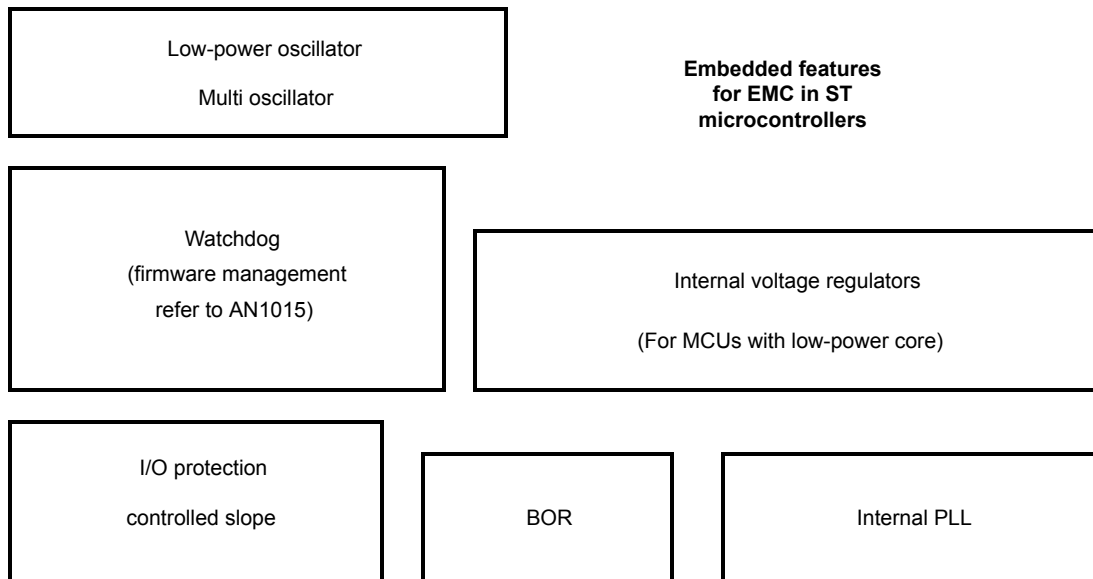 Low-power oscillator
Multi oscillator
Embedded features
for EMC in ST
microcontrollers
Watchdog
(firmware management
refer to AN1015)
Internal voltage regulators
(For MCUs with low-power core)
I/O protection
controlled slope
BOR
Internal PLL